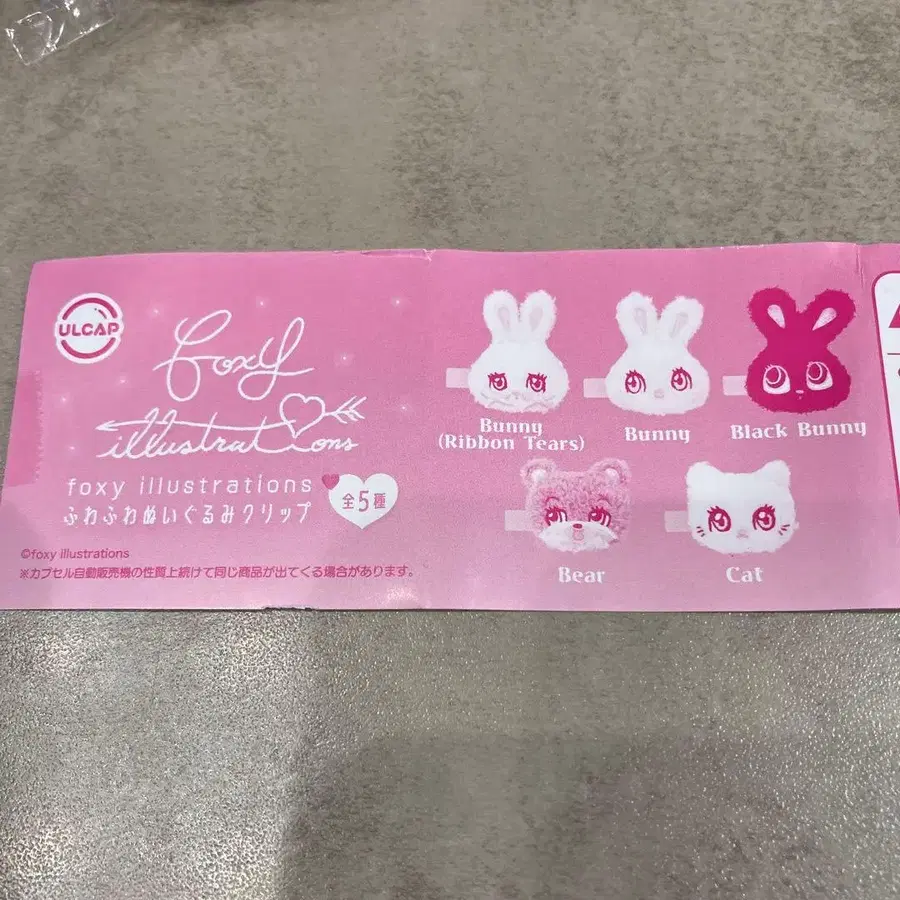 ULCAP
foxy
illustrations
foxy illustrations
ふわふわぬいぐるみクリップ
全5種
©foxy illustrations
※カプセル自動販売機の性質上続けて同じ商品が出てくる場合があります。
Bunny
(Ribbon Tears)
Bunny
Black Bunny
Bear
Cat